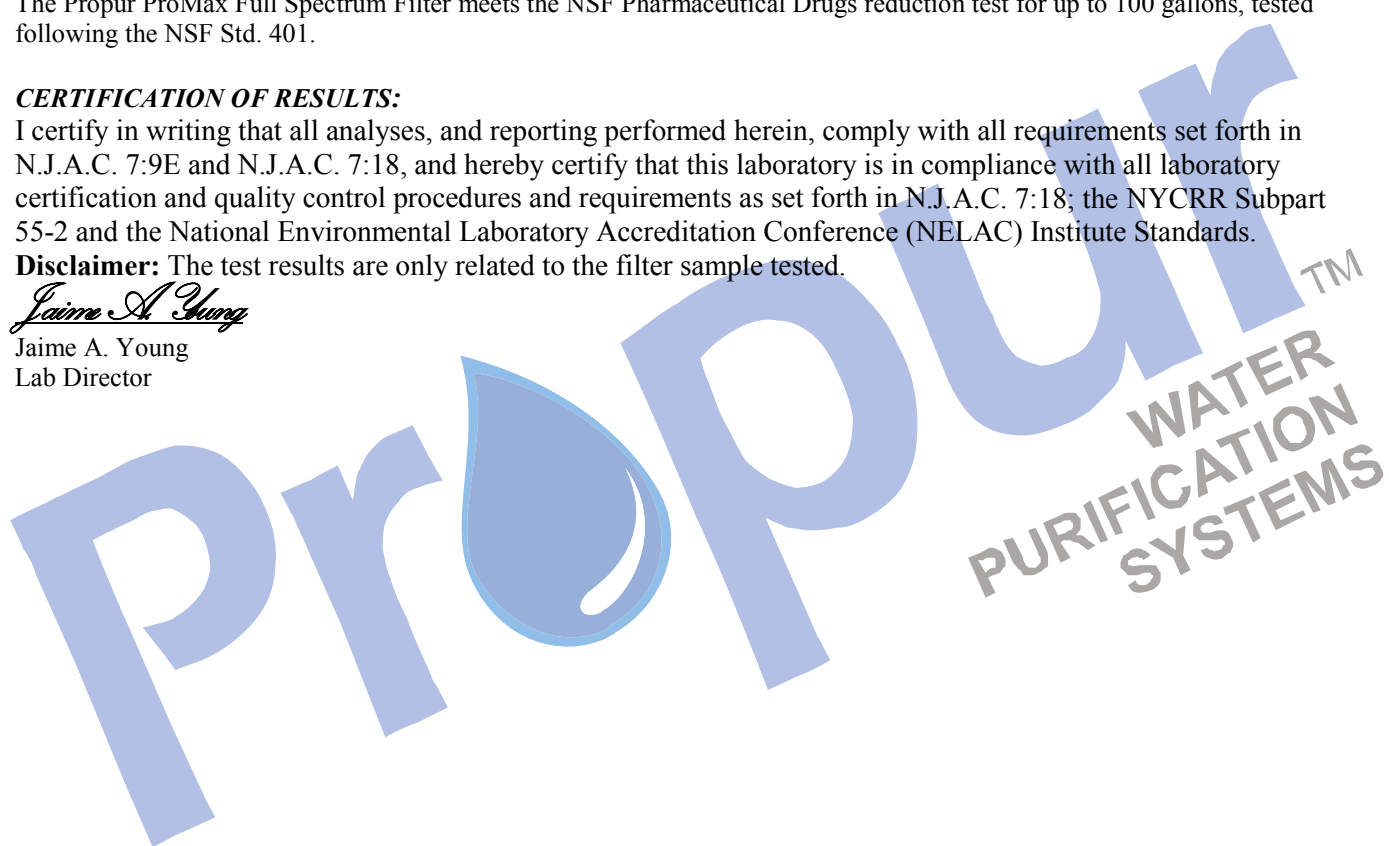 The Propur ProMax Full Spectrum Filter meets the NSF Pharmaceutical Drugs reduction test for up to 100 gallons, tested
following the NSF Std. 401.
CERTIFICATION OF RESULTS:
I certify in writing that all analyses, and reporting performed herein, comply with all requirements set forth in
N.J.A.C. 7:9E and N.J.A.C. 7:18, and hereby certify that this laboratory is in compliance with all laboratory
certification and quality control procedures and requirements as set forth in N.J.A.C. 7:18; the NYCRR Subpart
55-2 and the National Environmental Laboratory Accreditation Conference (NELAC) Institute Standards.
Disclaimer: The test results are only related to the filter sample tested.
Jaime A. Young
Jaime A. Young
Lab Director
Propur TM
WATER
PURIFICATION
SYSTEMS